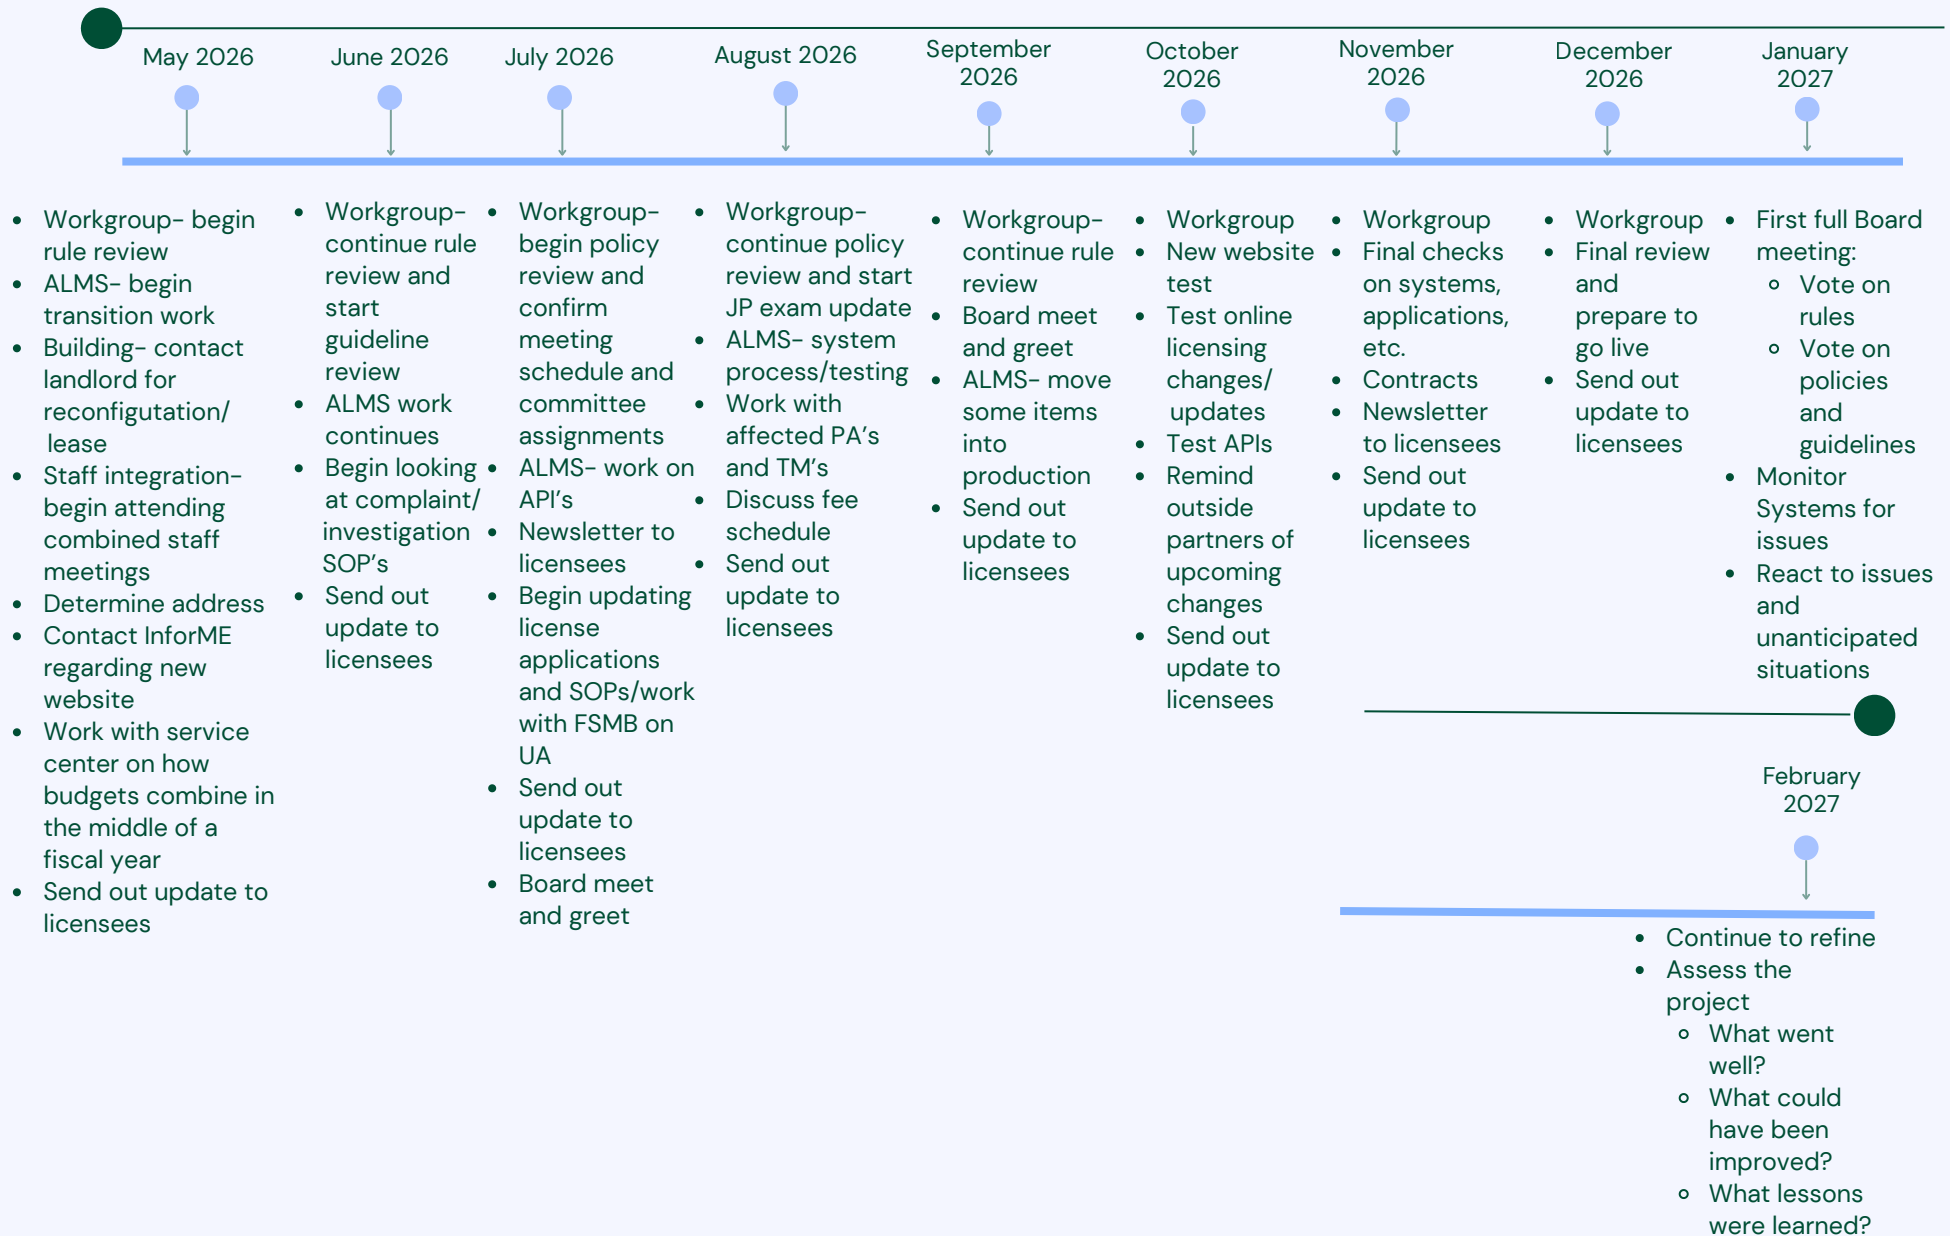 May 2026
June 2026
July 2026
August 2026
September
2026
October
2026
November
2026
December
2026
January
2027
Workgroup- begin
rule review
ALMS- begin
transition work
Building- contact
landlord for
reconfigutation/
lease
Staff integration-
begin attending
combined staff
meetings
Determine address
Contact InforME
regarding new
website
Work with service
center on how
budgets combine in
the middle of a
fiscal year
Send out update to
licensees
Workgroup-
continue rule
review and
start
guideline
review
ALMS work
continues
Begin looking
at complaint/
investigation
SOP's
Send out
update to
licensees
Workgroup-
begin policy
review and
confirm
meeting
schedule and
committee
assignments
ALMS- work on
API's
Newsletter to
licensees
Begin updating
license
applications
and SOPs/work
with FSMB on
UA
Send out
update to
licensees
Board meet
and greet
Workgroup-
continue policy
review and start
JP exam update
ALMS- system
process/testing
Work with
affected PA's
and TM's
Discuss fee
schedule
Send out
update to
licensees
Workgroup-
continue rule
review
Board meet
and greet
ALMS- move
some items
into
production
Send out
update to
licensees
Workgroup
New website
test
Test online
licensing
changes/
updates
Test APIs
Remind
outside
partners of
upcoming
changes
Send out
update to
licensees
Workgroup
Final checks
on systems,
applications,
etc.
Contracts
Newsletter
to licensees
Send out
update to
licensees
Workgroup
Final review
and
prepare to
go live
Send out
update to
licensees
First full Board
meeting:
Vote on
rules
Vote on
policies
and
guidelines
Monitor
Systems for
issues
React to issues
and
unanticipated
situations
February
2027
Continue to refine
Assess the
project
What went
well?
What could
have been
improved?
What lessons
were learned?